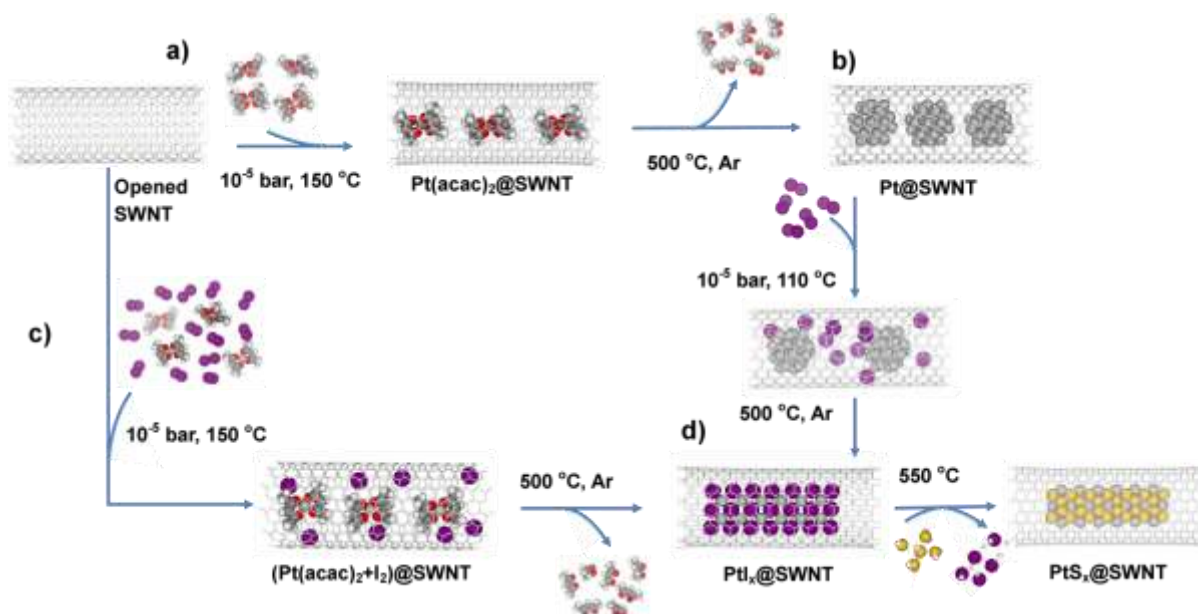 a)
10⁻⁵ bar, 150 °C
Opened
SWNT
Pt(acac)₂@SWNT
500 °C, Ar
b)
Pt@SWNT
10⁻⁵ bar, 110 °C
500 °C, Ar
c)
10⁻⁵ bar, 150 °C
(Pt(acac)₂+I₂)@SWNT
500 °C, Ar
d)
PtIₓ@SWNT
550 °C
PtSₓ@SWNT